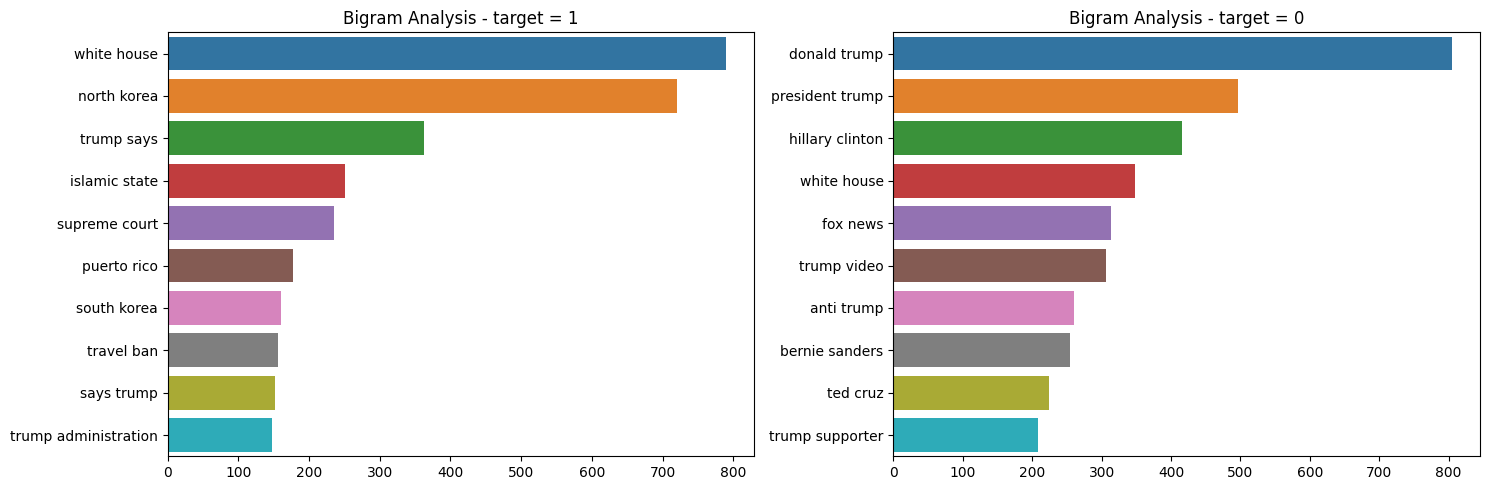 Bigram Analysis - target = 1
white house
north korea
trump says
islamic state
supreme court
puerto rico
south korea
travel ban
says trump
trump administration
0 100 200 300 400 500 600 700 800
Bigram Analysis - target = 0
donald trump
president trump
hillary clinton
white house
fox news
trump video
anti trump
bernie sanders
ted cruz
trump supporter
0 100 200 300 400 500 600 700 800